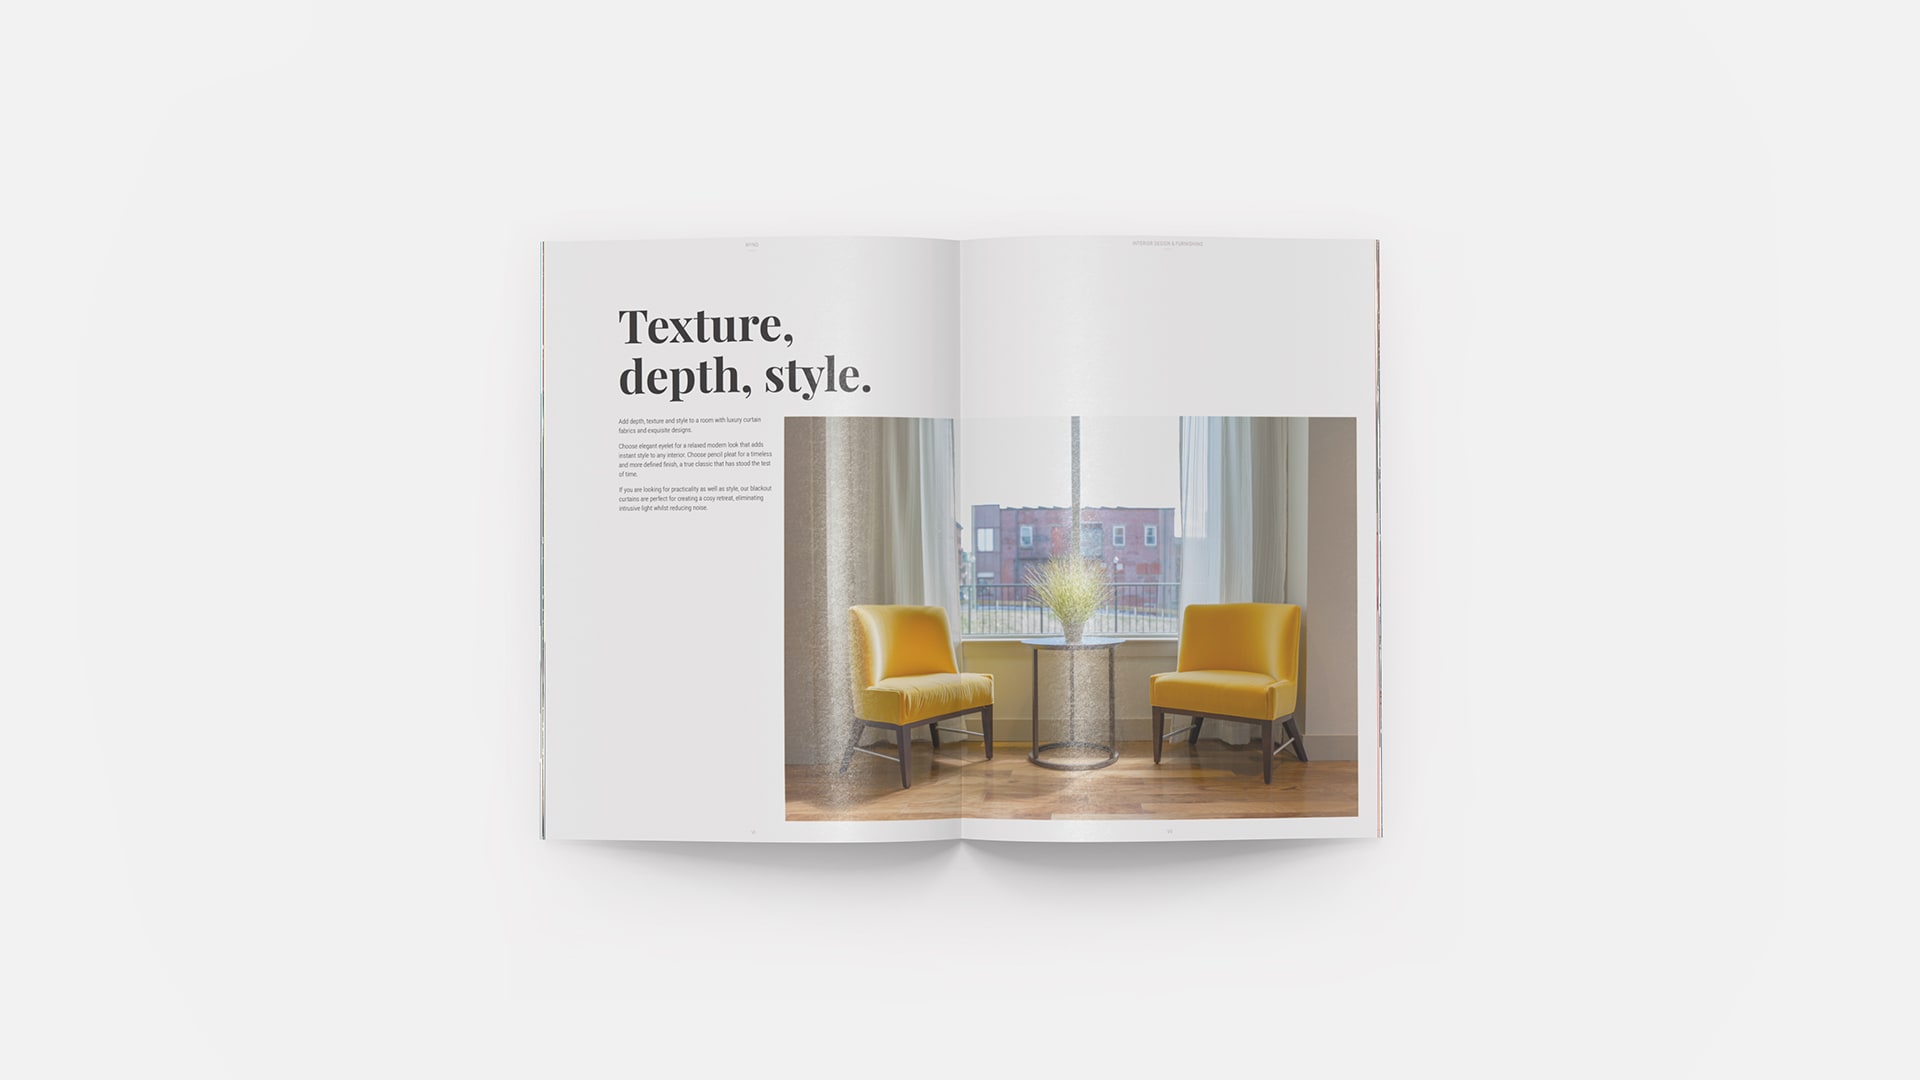 INTERIOR DESIGN & FURNISHING
Texture,
depth, style.
Add depth, texture and style to a room with luxury curtain
fabrics and exquisite designs.
Choose elegant eyelet for a relaxed modern look that adds
instant style to any interior. Choose pencil pleat for a timeless
and more defined finish, a true classic that has stood the test
of time.
If you are looking for practicality as well as style, our blackout
curtains are perfect for creating a cosy retreat, eliminating
intrusive light whilst reducing noise.